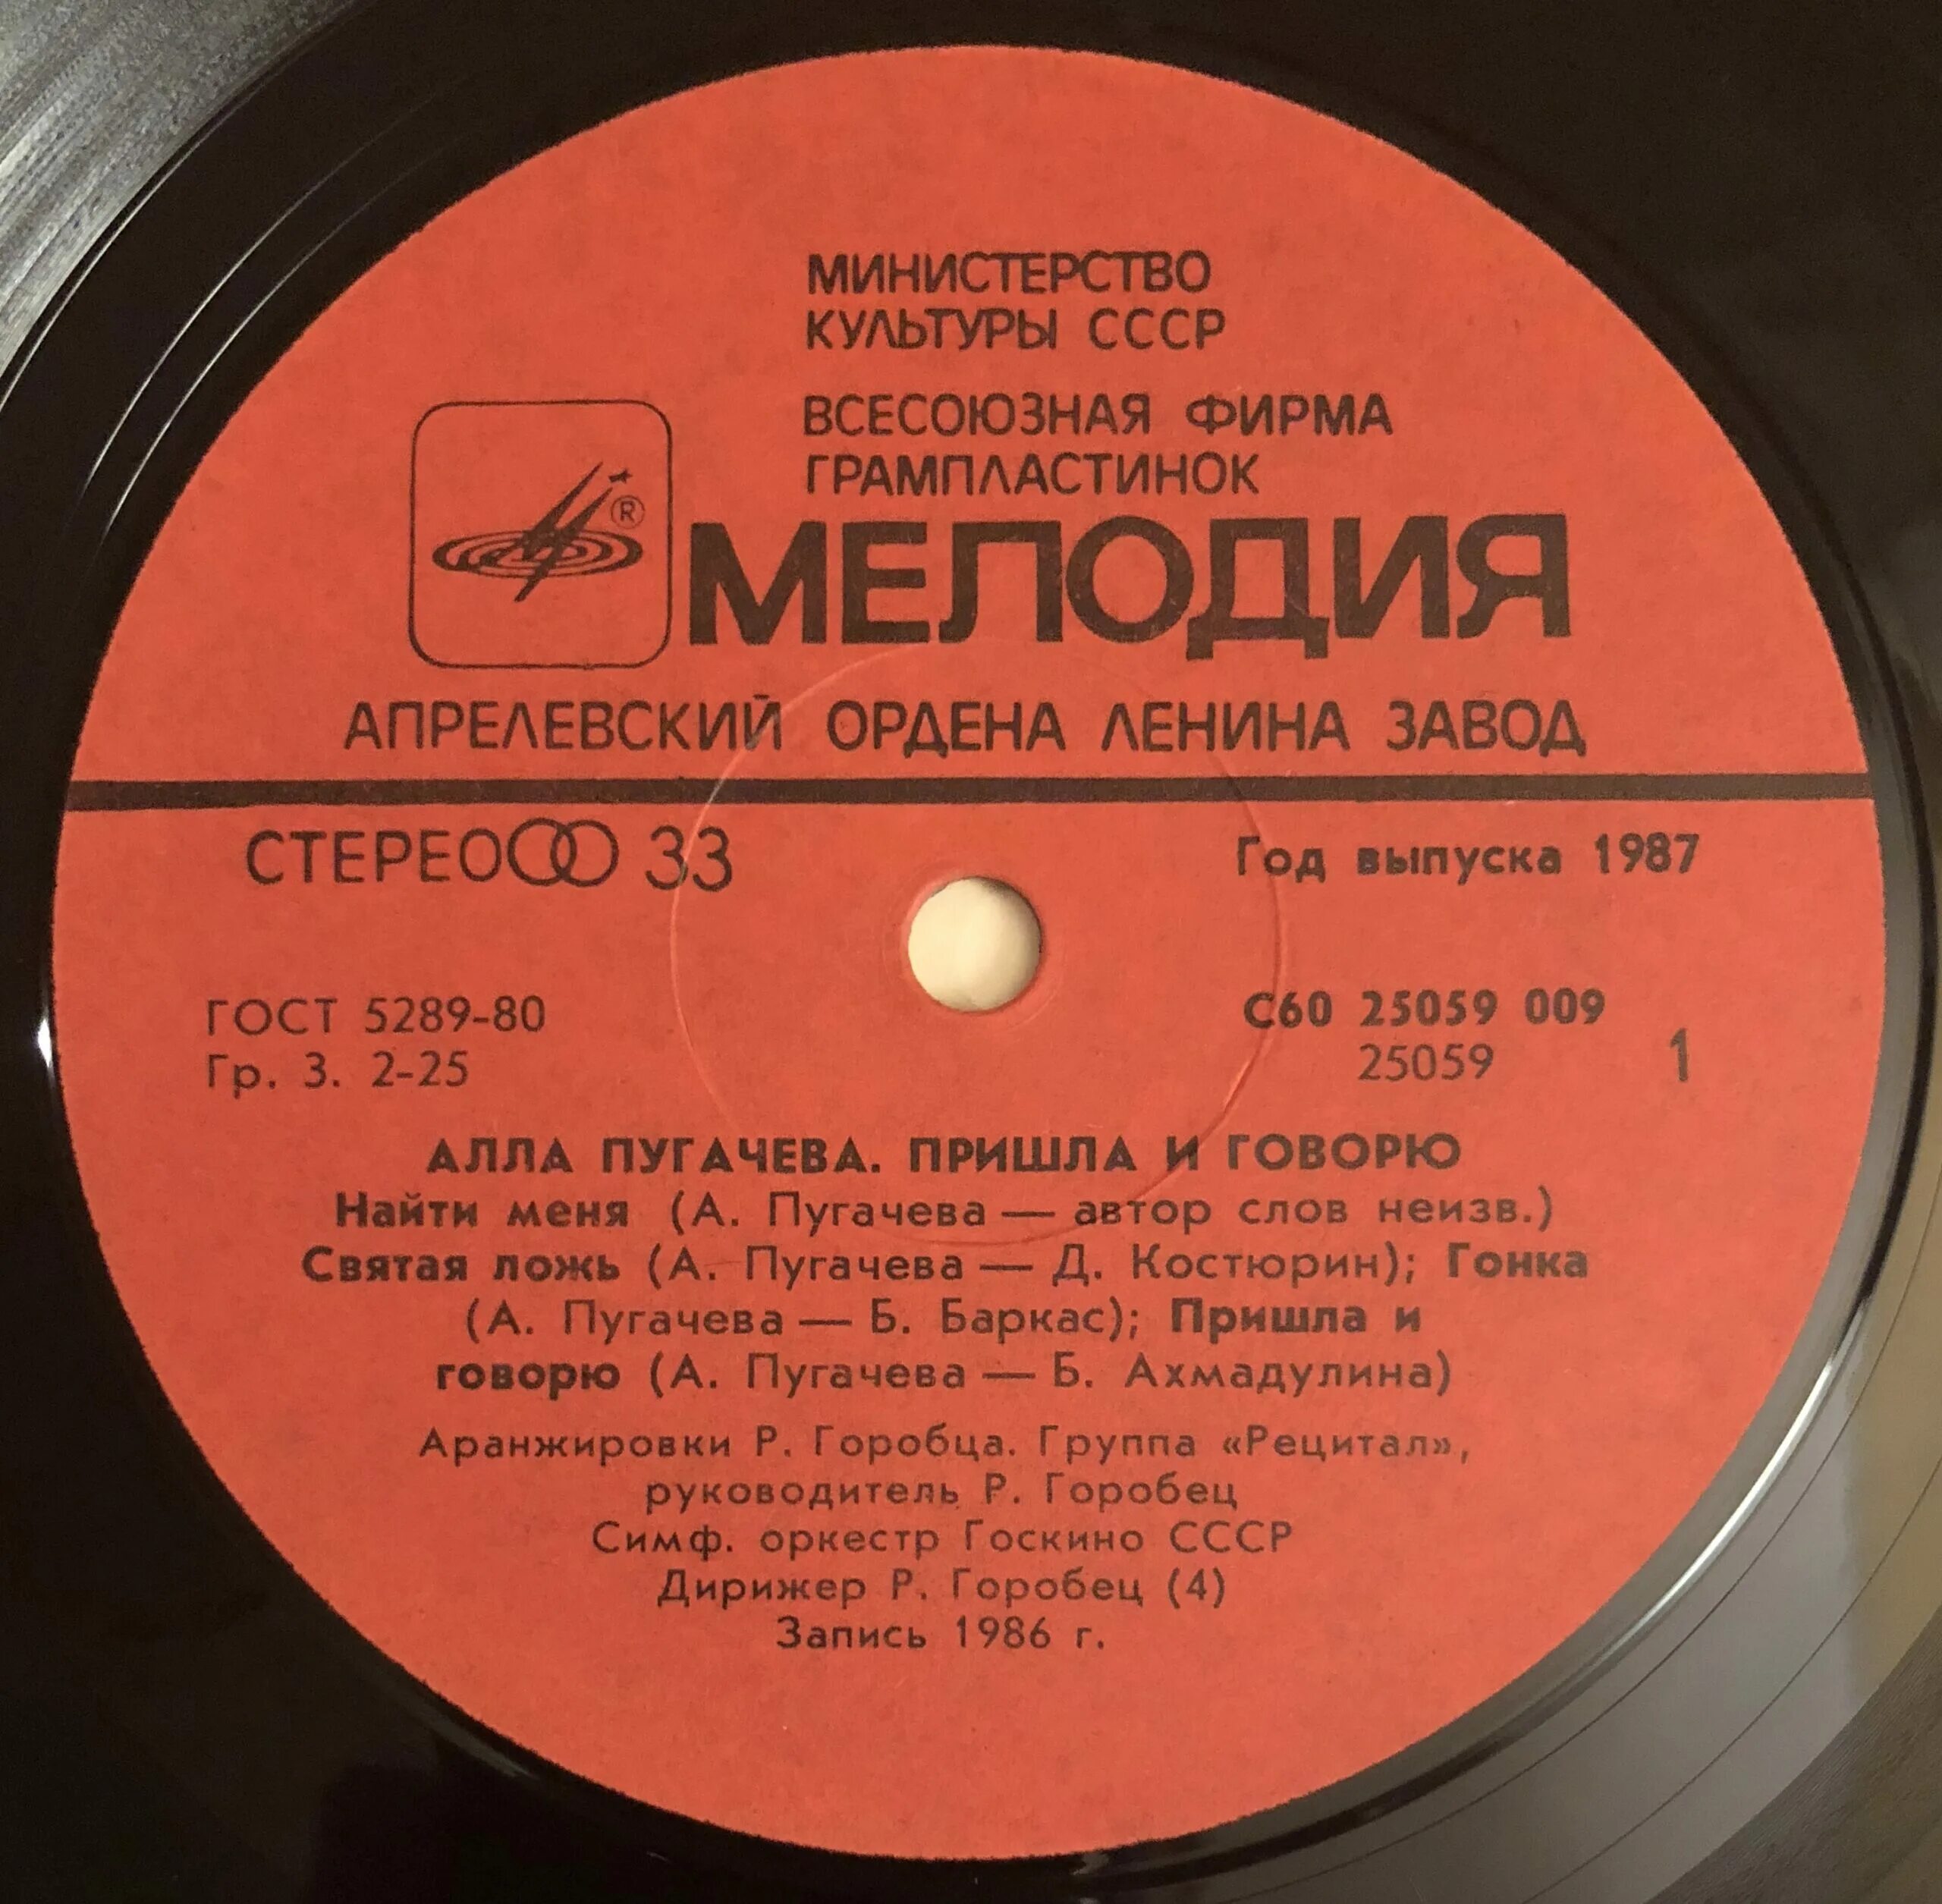 МИНИСТЕРСТВО
КУЛЬТУРЫ СССР
ВСЕСОЮЗНАЯ ФИРМА
ГРАМПЛАСТИНОК
®
МЕЛОДИЯ
АПРЕЛЕВСКИЙ ОРДЕНА ЛЕНИНА ЗАВОД
СТЕРЕО 33
Год выпуска 1987
ГОСТ 5289-80
Гр. 3. 2-25
С60 25059 009
25059
1
АЛЛА ПУГАЧЕВА. ПРИШЛА И ГОВОРЮ
Найти меня (А. Пугачева — автор слов неизв.)
Святая ложь (А. Пугачева — Д. Костюрин); Гонка
(А. Пугачева — Б. Баркас); Пришла и
говорю (А. Пугачева — Б. Ахмадулина)
Аранжировки Р. Горобца. Группа «Рецитал»,
руководитель Р. Горобец
Симф. оркестр Госкино СССР
Дирижер Р. Горобец (4)
Запись 1986 г.